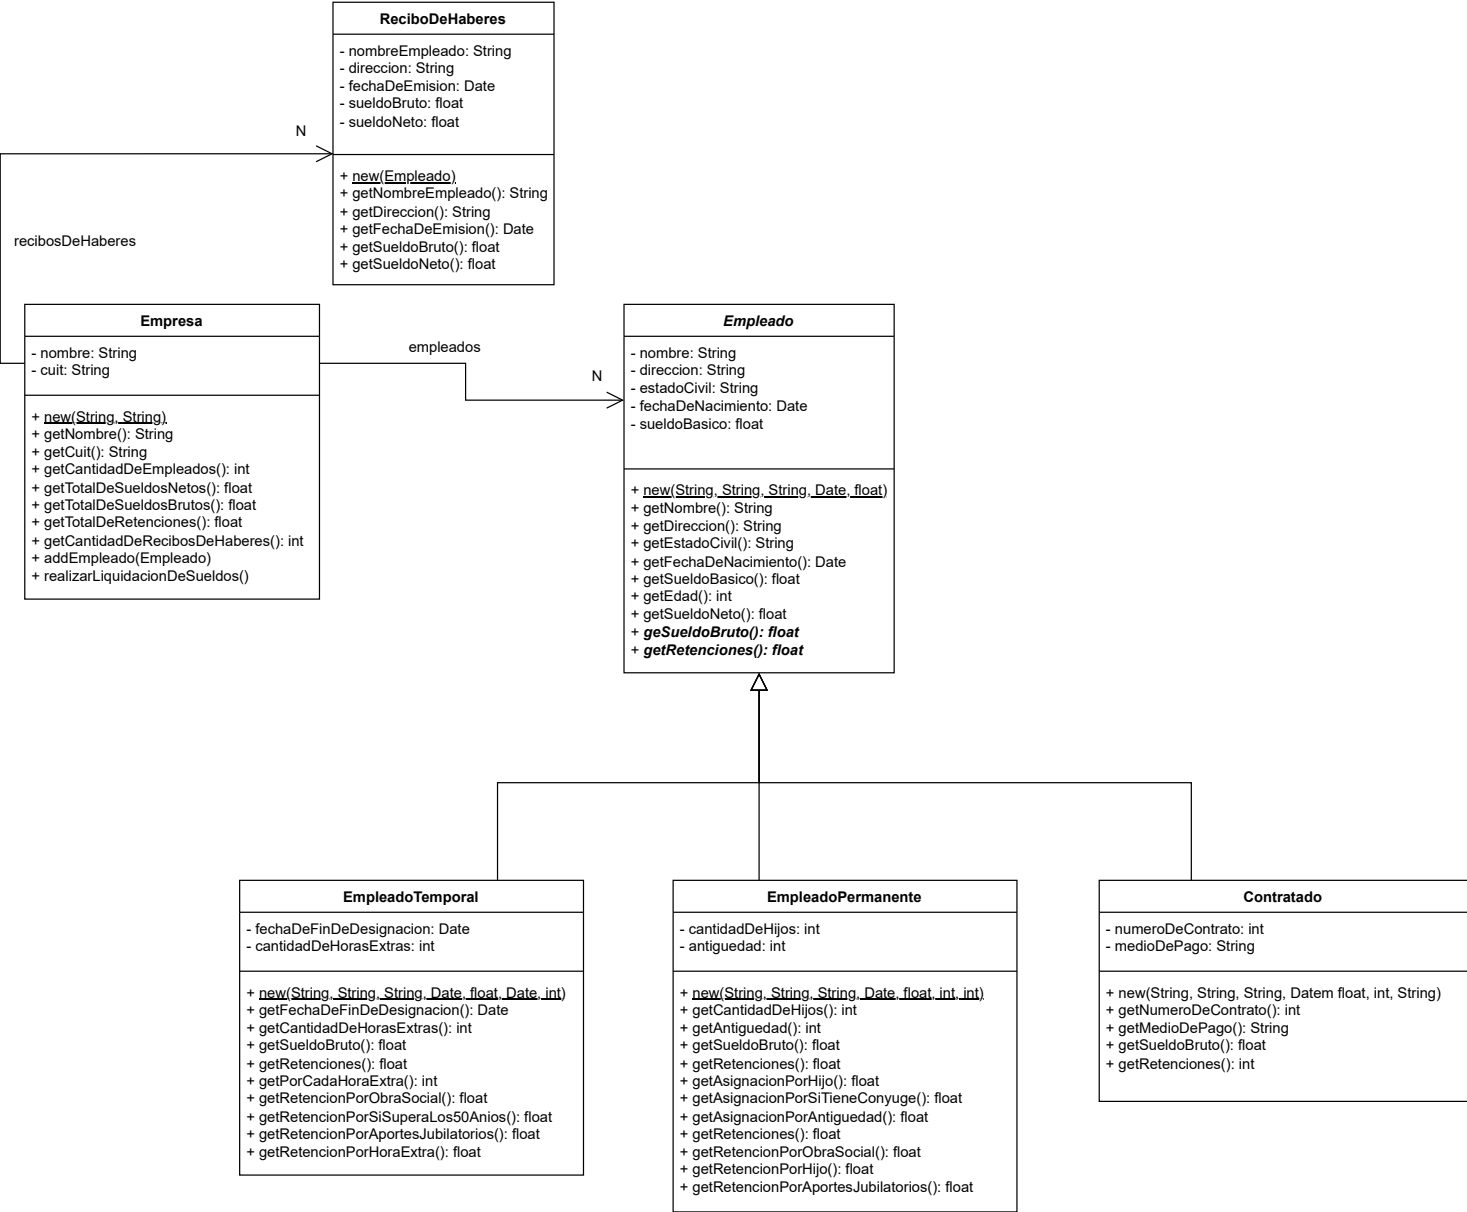 ReciboDeHaberes
- nombreEmpleado: String
- direccion: String
- fechaDeEmision: Date
- sueldoBruto: float
- sueldoNeto: float
N
+ new(Empleado)
+ getNombreEmpleado(): String
+ getDireccion(): String
+ getFechaDeEmision(): Date
+ getSueldoBruto(): float
+ getSueldoNeto(): float
recibosDeHaberes
Empresa
- nombre: String
- cuit: String
+ new(String, String)
+ getNombre(): String
+ getCuit(): String
+ getCantidadDeEmpleados(): int
+ getTotalDeSueldosNetos(): float
+ getTotalDeSueldosBrutos(): float
+ getTotalDeRetenciones(): float
+ getCantidadDeRecibosDeHaberes(): int
+ addEmpleado(Empleado)
+ realizarLiquidacionDeSueldos()
empleados
N
Empleado
- nombre: String
- direccion: String
- estadoCivil: String
- fechaDeNacimiento: Date
- sueldoBasico: float
+ new(String, String, String, Date, float)
+ getNombre(): String
+ getDireccion(): String
+ getEstadoCivil(): String
+ getFechaDeNacimiento(): Date
+ getSueldoBasico(): float
+ getEdad(): int
+ getSueldoNeto(): float
+ geSueldoBruto(): float
+ getRetenciones(): float
EmpleadoTemporal
- fechaDeFinDeDesignacion: Date
- cantidadDeHorasExtras: int
+ new(String, String, String, Date, float, Date, int)
+ getFechaDeFinDeDesignacion(): Date
+ getCantidadDeHorasExtras(): int
+ getSueldoBruto(): float
+ getRetenciones(): float
+ getPorCadaHoraExtra(): int
+ getRetencionPorObraSocial(): float
+ getRetencionPorSiSuperaLos50Anios(): float
+ getRetencionPorAportesJubilatorios(): float
+ getRetencionPorHoraExtra(): float
EmpleadoPermanente
- cantidadDeHijos: int
- antiguedad: int
+ new(String, String, String, Date, float, int, int)
+ getCantidadDeHijos(): int
+ getAntiguedad(): int
+ getSueldoBruto(): float
+ getRetenciones(): float
+ getAsignacionPorHijo(): float
+ getAsignacionPorSiTieneConyuge(): float
+ getAsignacionPorAntiguedad(): float
+ getRetenciones(): float
+ getRetencionPorObraSocial(): float
+ getRetencionPorHijo(): float
+ getRetencionPorAportesJubilatorios(): float
Contratado
- numeroDeContrato: int
- medioDePago: String
+ new(String, String, String, Datem float, int, String)
+ getNumeroDeContrato(): int
+ getMedioDePago(): String
+ getSueldoBruto(): float
+ getRetenciones(): int